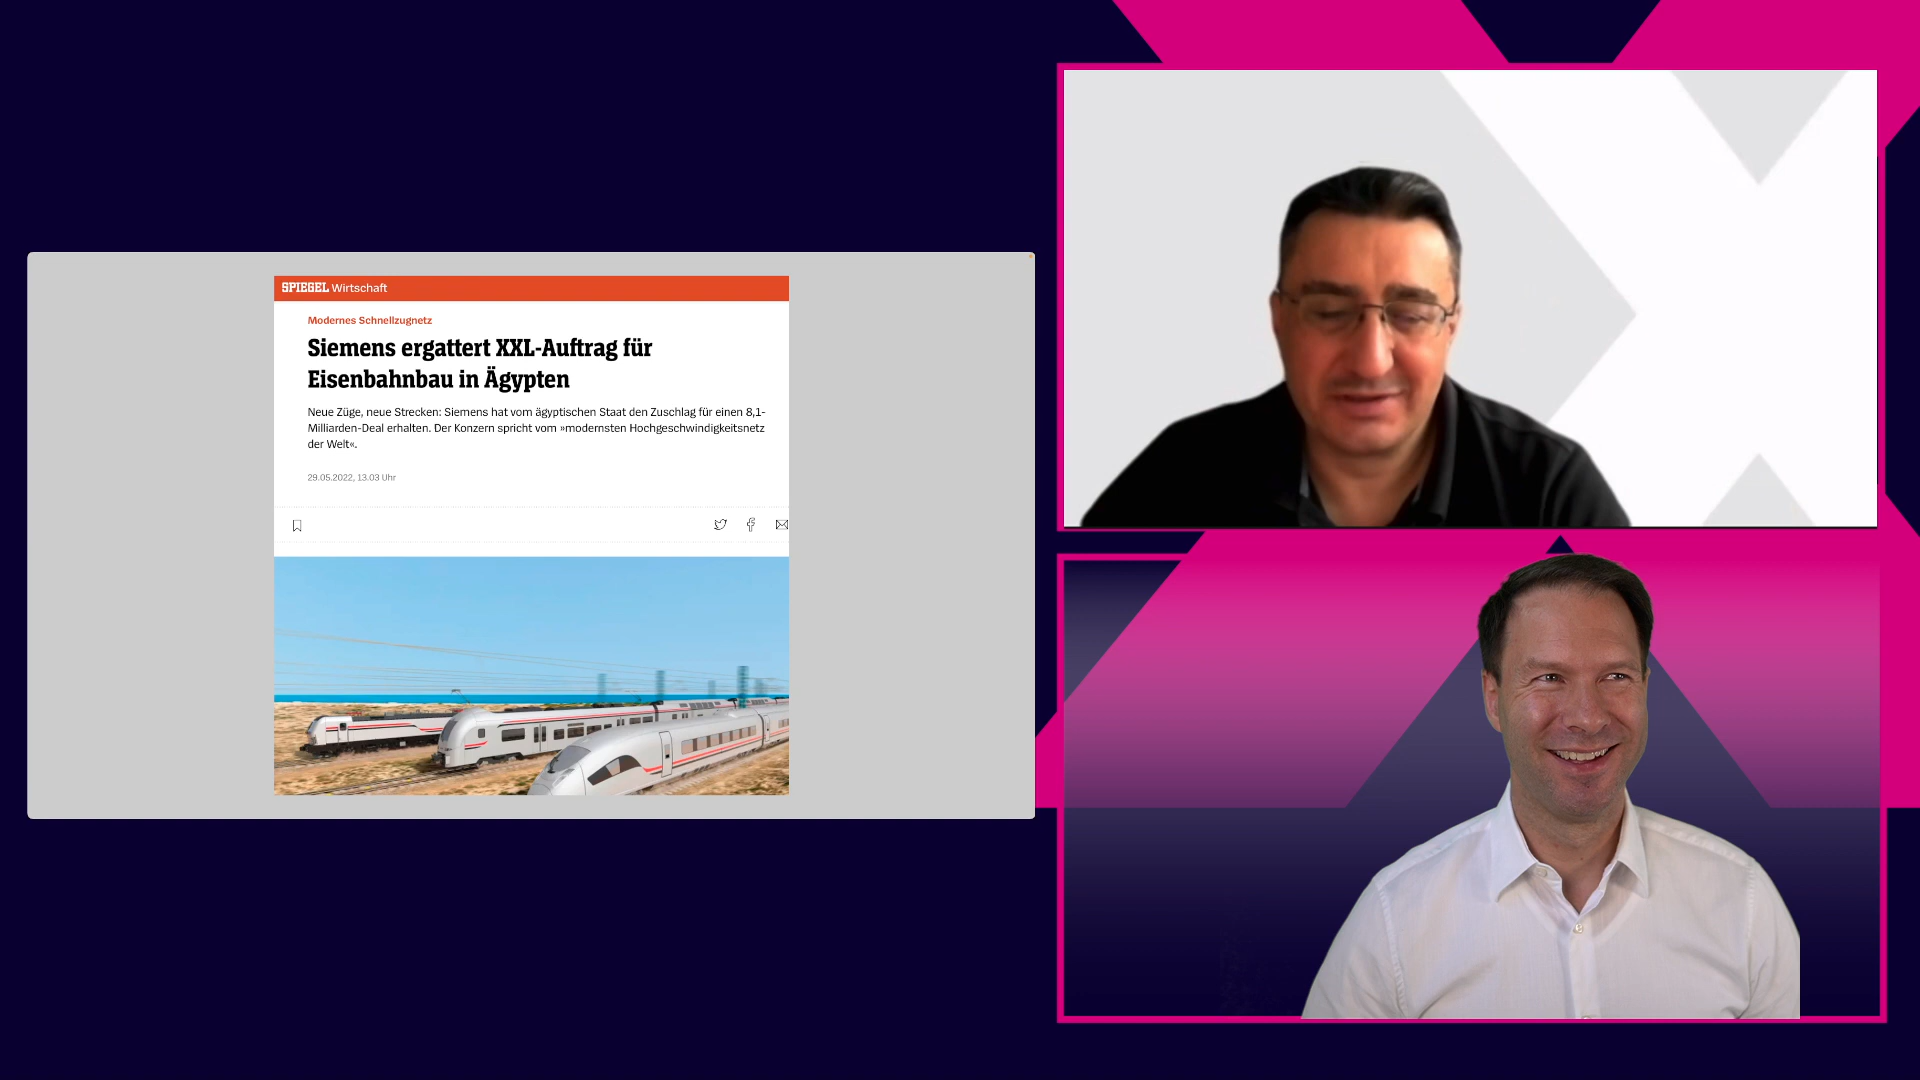 SPIEGEL Wirtschaft
Modernes Schnellzugnetz
Siemens ergattert XXL-Auftrag für
Eisenbahnbau in Ägypten
Neue Züge, neue Strecken: Siemens hat vom ägyptischen Staat den Zuschlag für einen 8,1-
Milliarden-Deal erhalten. Der Konzern spricht vom »modernsten Hochgeschwindigkeitsnetz
der Welt«.
29.05.2022, 13.03 Uhr